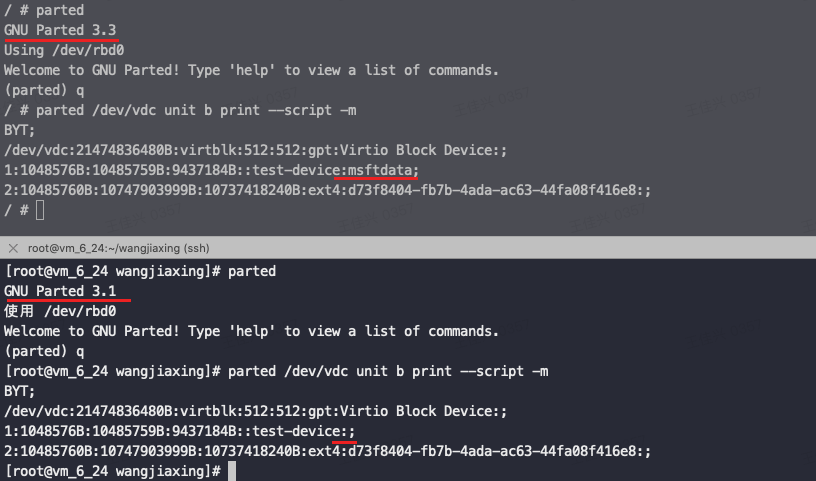 / # parted
GNU Parted 3.3
Using /dev/rbd0
Welcome to GNU Parted! Type 'help' to view a list of commands.
(parted) q
/ # parted /dev/vdc unit b print --script -m
BYT;
/dev/vdc:21474836480B:virtblk:512:512:gpt:Virtio Block Device:;
1:1048576B:10485759B:9437184B::test-device:msftdata;
2:10485760B:10747903999B:10737418240B:ext4:d73f8404-fb7b-4ada-ac63-44fa08f416e8:;
/ #
root@vm_6_24:~/wangjiaxing (ssh)
[root@vm_6_24 wangjiaxing]# parted
GNU Parted 3.1
使用 /dev/rbd0
Welcome to GNU Parted! Type 'help' to view a list of commands.
(parted) q
[root@vm_6_24 wangjiaxing]# parted /dev/vdc unit b print --script -m
BYT;
/dev/vdc:21474836480B:virtblk:512:512:gpt:Virtio Block Device:;
1:1048576B:10485759B:9437184B::test-device:;
2:10485760B:10747903999B:10737418240B:ext4:d73f8404-fb7b-4ada-ac63-44fa08f416e8:;
[root@vm_6_24 wangjiaxing]#